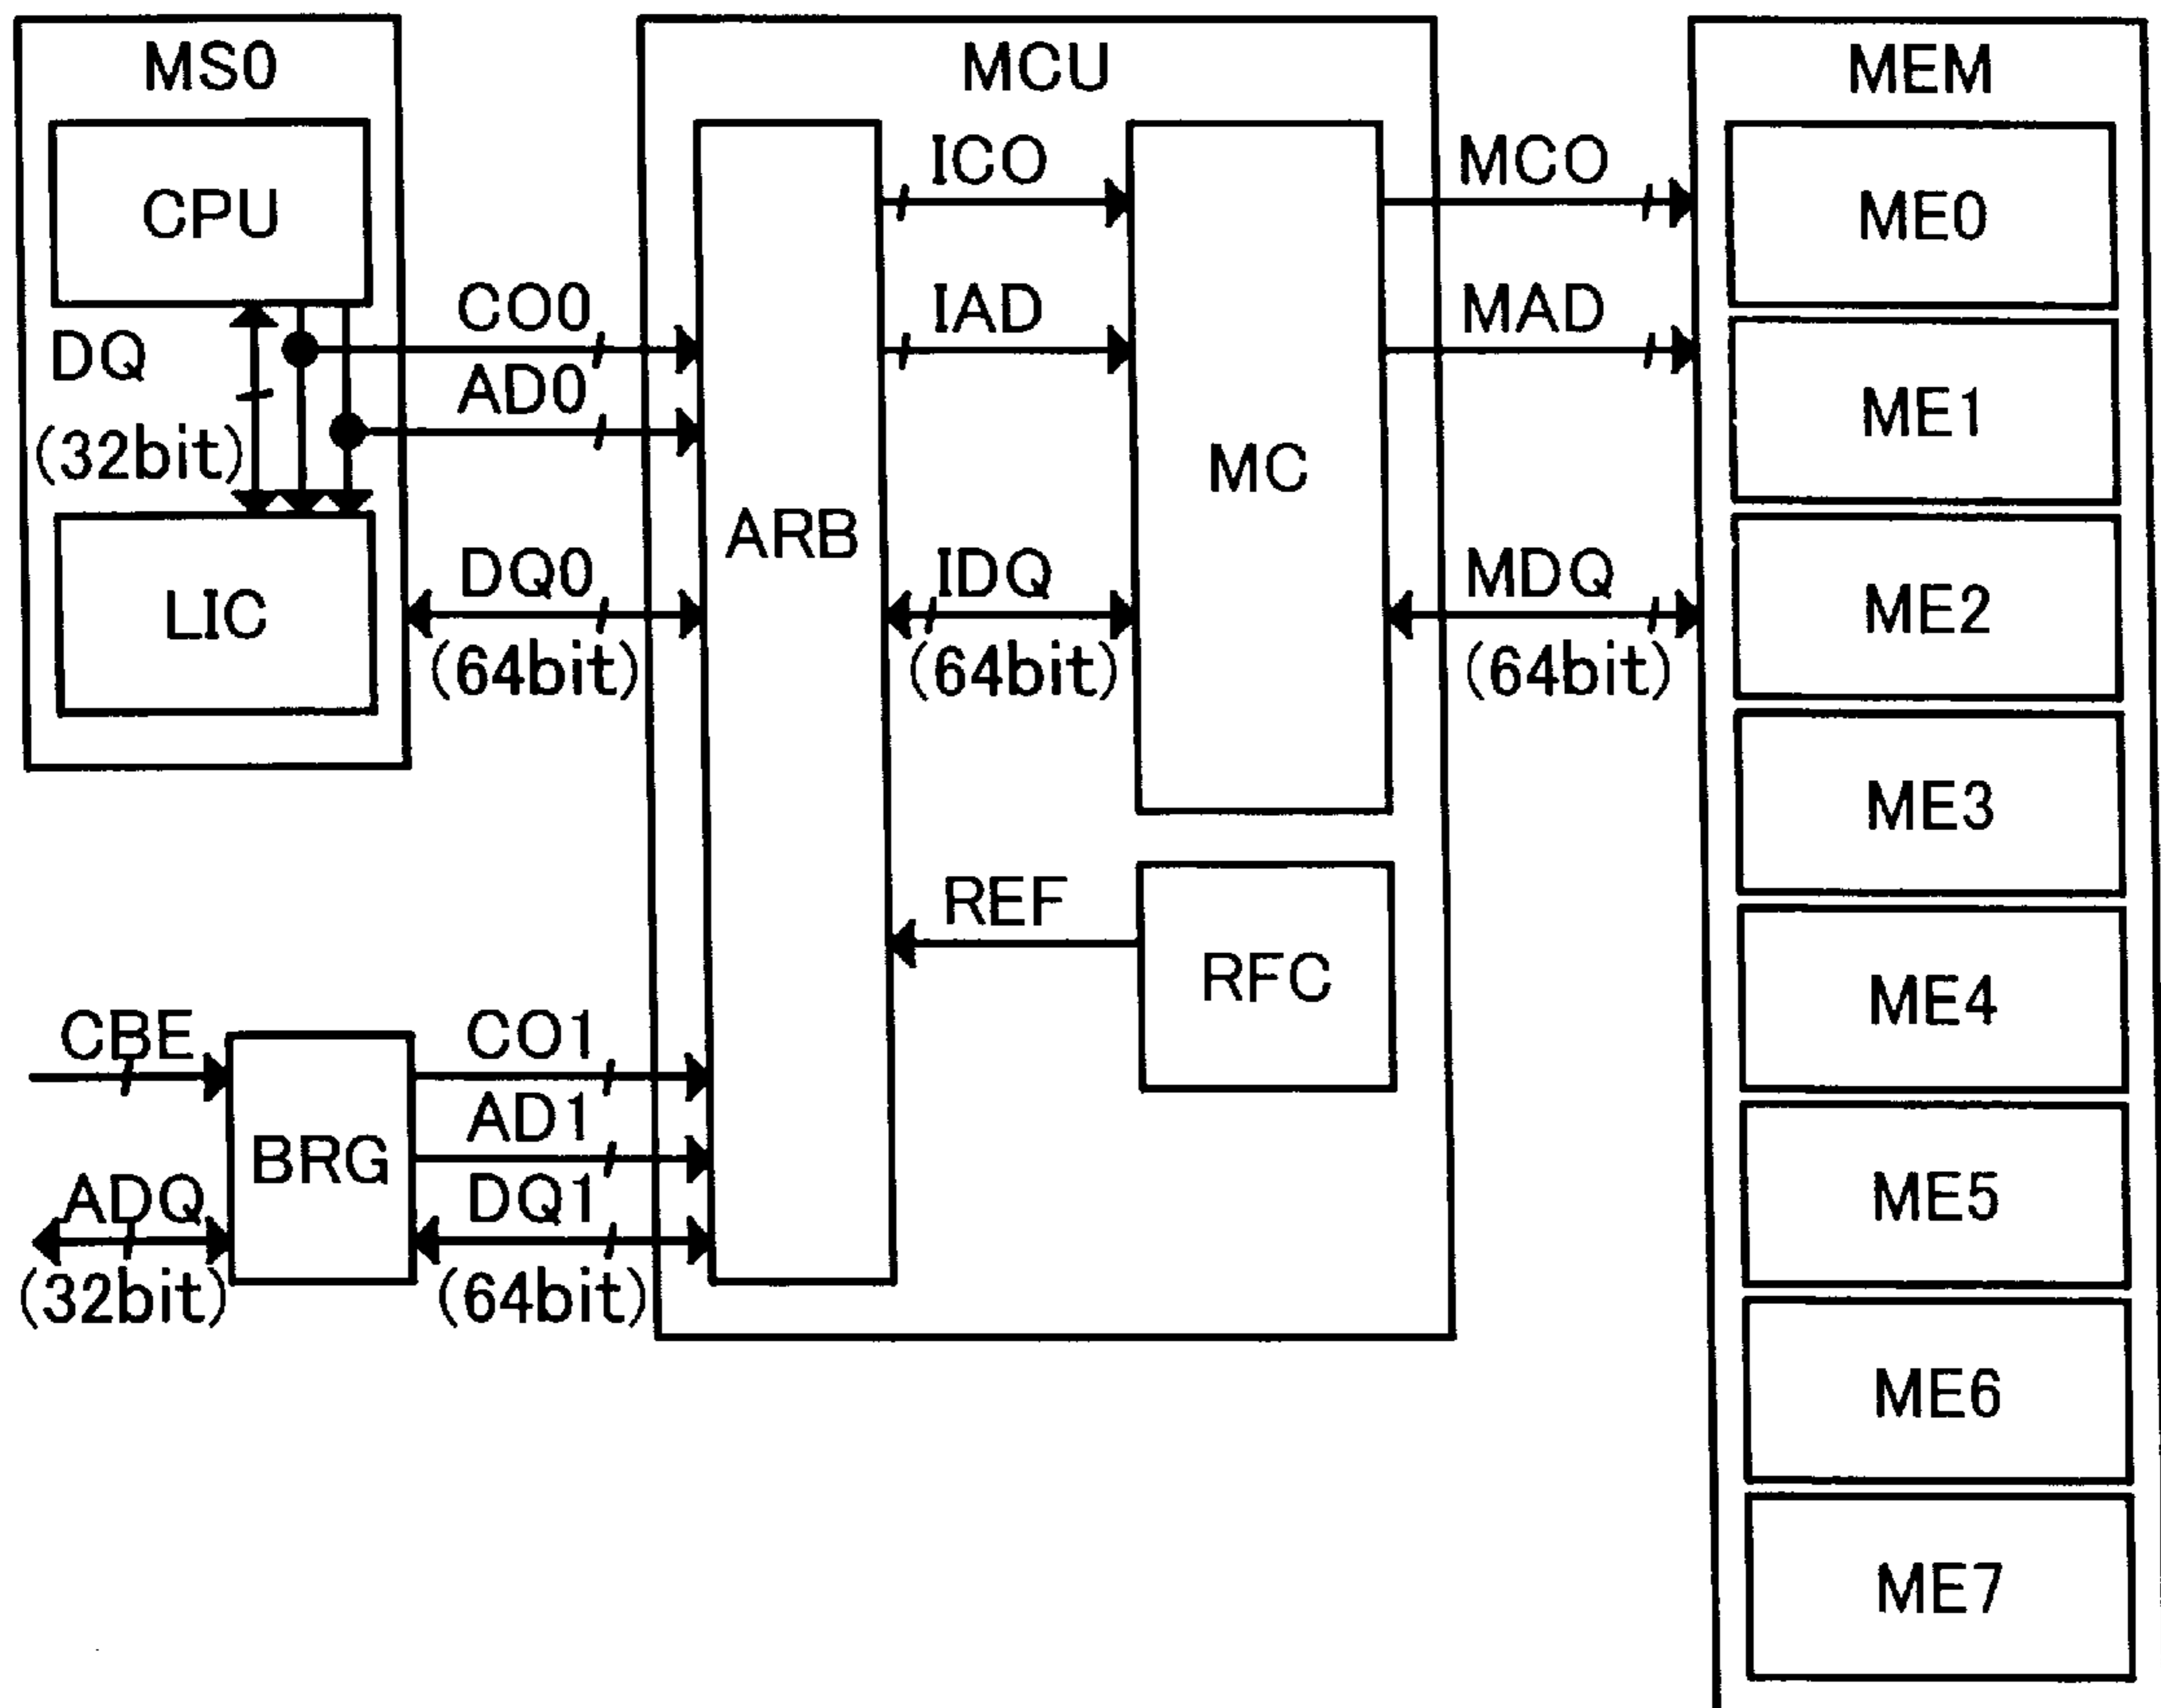 MS0
MCU
MEM
CPU
ICO
MCO
ME0
CO0
IAD
MAD
DQ
AD0
ME1
(32bit)
MC
ARB
LIC
DQ0
IDQ
MDQ
ME2
(64bit)
(64bit)
(64bit)
ME3
REF
RFC
ME4
CBE
CO1
AD1
BRG
ADQ
DQ1
ME5
(32bit)
(64bit)
ME6
ME7